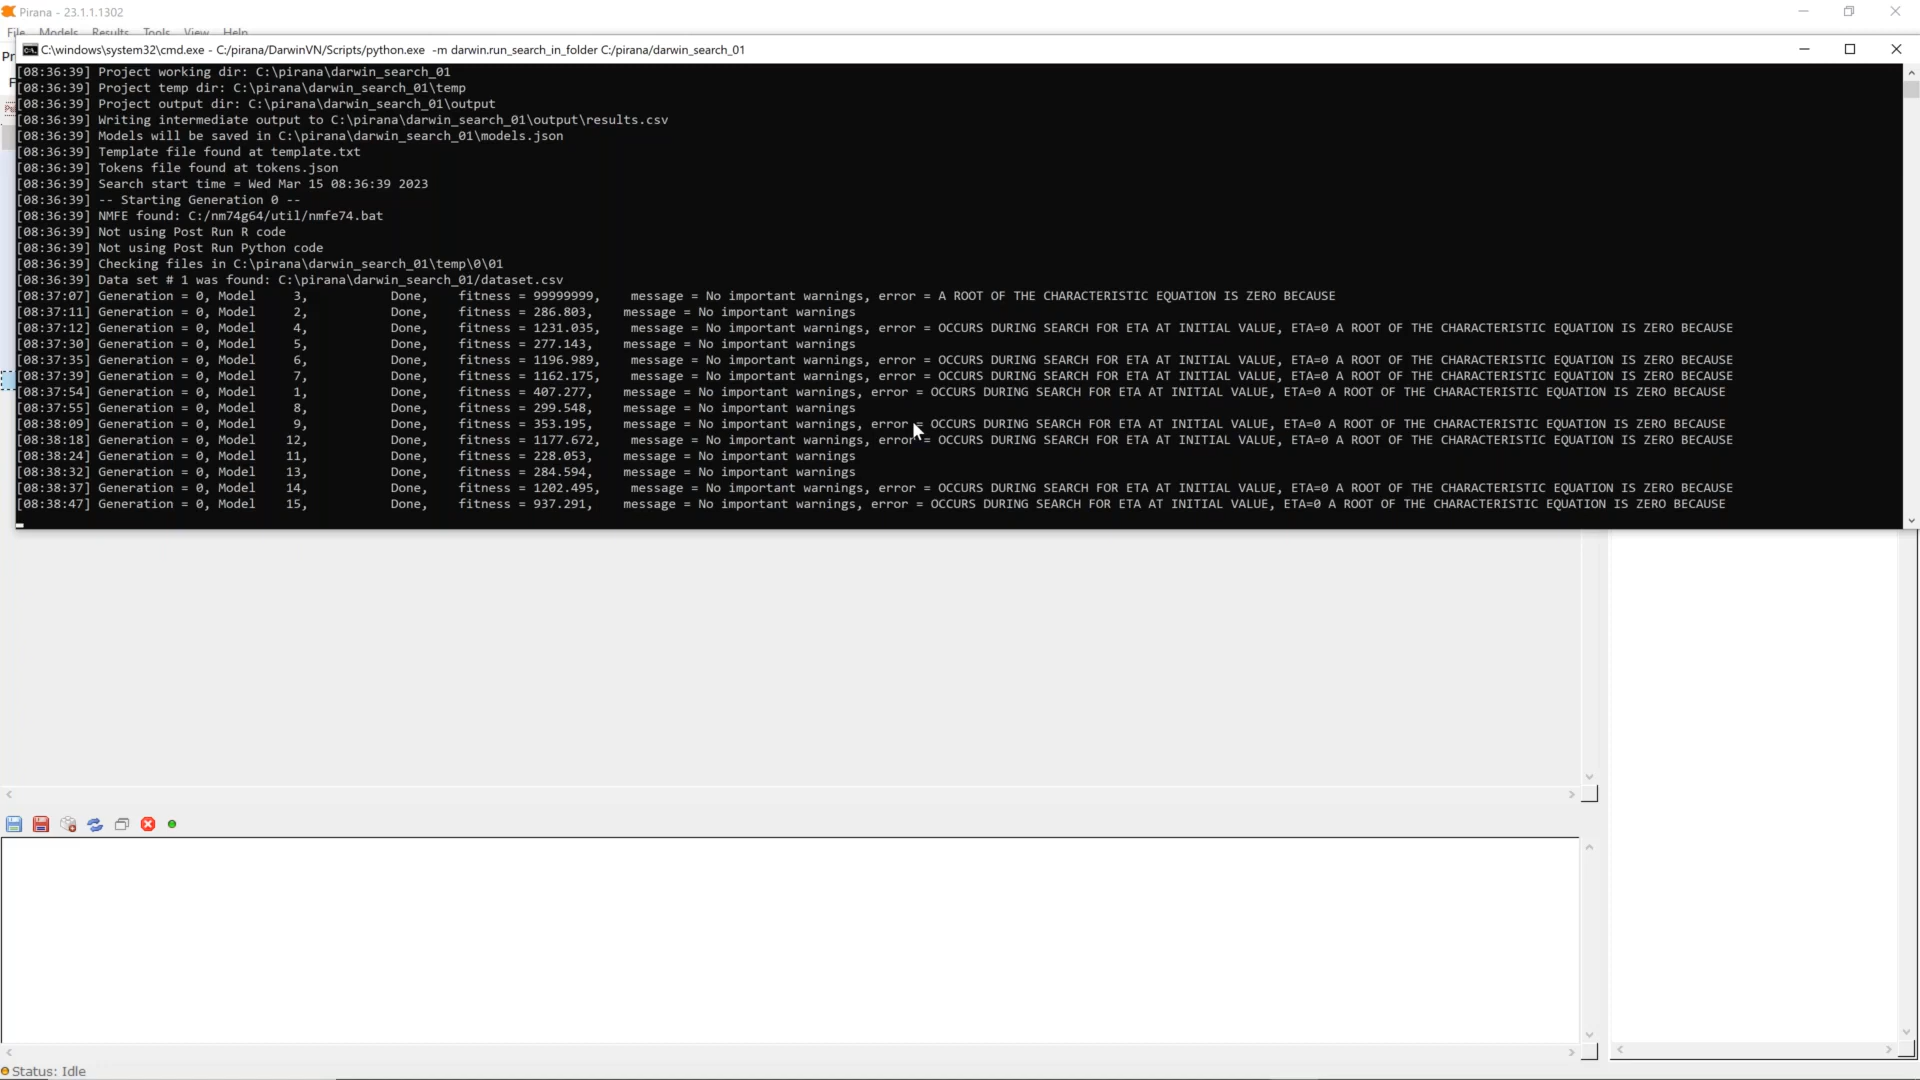 Pirana - 23.1.1.1302
File Models Results Tools View Help
C:\windows\system32\cmd.exe - C:/pirana/DarwinVN/Scripts/python.exe -m darwin.run_search_in_folder C:/pirana/darwin_search_01
[08:36:39] Project working dir: C:\pirana\darwin_search_01
[08:36:39] Project temp dir: C:\pirana\darwin_search_01\temp
[08:36:39] Project output dir: C:\pirana\darwin_search_01\output
[08:36:39] Writing intermediate output to C:\pirana\darwin_search_01\output\results.csv
[08:36:39] Models will be saved in C:\pirana\darwin_search_01\models.json
[08:36:39] Template file found at template.txt
[08:36:39] Tokens file found at tokens.json
[08:36:39] Search start time = Wed Mar 15 08:36:39 2023
[08:36:39] -- Starting Generation 0 --
[08:36:39] NMFE found: C:/nm74g64/util/nmfe74.bat
[08:36:39] Not using Post Run R code
[08:36:39] Not using Post Run Python code
[08:36:39] Checking files in C:\pirana\darwin_search_01\temp\0\01
[08:36:39] Data set # 1 was found: C:\pirana\darwin_search_01/dataset.csv
[08:37:07] Generation = 0, Model 3, Done, fitness = 99999999, message = No important warnings, error = A ROOT OF THE CHARACTERISTIC EQUATION IS ZERO BECAUSE
[08:37:11] Generation = 0, Model 2, Done, fitness = 286.803, message = No important warnings
[08:37:12] Generation = 0, Model 4, Done, fitness = 1231.035, message = No important warnings, error = OCCURS DURING SEARCH FOR ETA AT INITIAL VALUE, ETA=0 A ROOT OF THE CHARACTERISTIC EQUATION IS ZERO BECAUSE
[08:37:30] Generation = 0, Model 5, Done, fitness = 277.143, message = No important warnings
[08:37:35] Generation = 0, Model 6, Done, fitness = 1196.989, message = No important warnings, error = OCCURS DURING SEARCH FOR ETA AT INITIAL VALUE, ETA=0 A ROOT OF THE CHARACTERISTIC EQUATION IS ZERO BECAUSE
[08:37:39] Generation = 0, Model 7, Done, fitness = 1162.175, message = No important warnings, error = OCCURS DURING SEARCH FOR ETA AT INITIAL VALUE, ETA=0 A ROOT OF THE CHARACTERISTIC EQUATION IS ZERO BECAUSE
[08:37:54] Generation = 0, Model 1, Done, fitness = 407.277, message = No important warnings, error = OCCURS DURING SEARCH FOR ETA AT INITIAL VALUE, ETA=0 A ROOT OF THE CHARACTERISTIC EQUATION IS ZERO BECAUSE
[08:37:55] Generation = 0, Model 8, Done, fitness = 299.548, message = No important warnings
[08:38:09] Generation = 0, Model 9, Done, fitness = 353.195, message = No important warnings, error = OCCURS DURING SEARCH FOR ETA AT INITIAL VALUE, ETA=0 A ROOT OF THE CHARACTERISTIC EQUATION IS ZERO BECAUSE
[08:38:18] Generation = 0, Model 12, Done, fitness = 1177.672, message = No important warnings, error = OCCURS DURING SEARCH FOR ETA AT INITIAL VALUE, ETA=0 A ROOT OF THE CHARACTERISTIC EQUATION IS ZERO BECAUSE
[08:38:24] Generation = 0, Model 11, Done, fitness = 228.053, message = No important warnings
[08:38:32] Generation = 0, Model 13, Done, fitness = 284.594, message = No important warnings
[08:38:37] Generation = 0, Model 14, Done, fitness = 1202.495, message = No important warnings, error = OCCURS DURING SEARCH FOR ETA AT INITIAL VALUE, ETA=0 A ROOT OF THE CHARACTERISTIC EQUATION IS ZERO BECAUSE
[08:38:47] Generation = 0, Model 15, Done, fitness = 937.291, message = No important warnings, error = OCCURS DURING SEARCH FOR ETA AT INITIAL VALUE, ETA=0 A ROOT OF THE CHARACTERISTIC EQUATION IS ZERO BECAUSE
Status: Idle